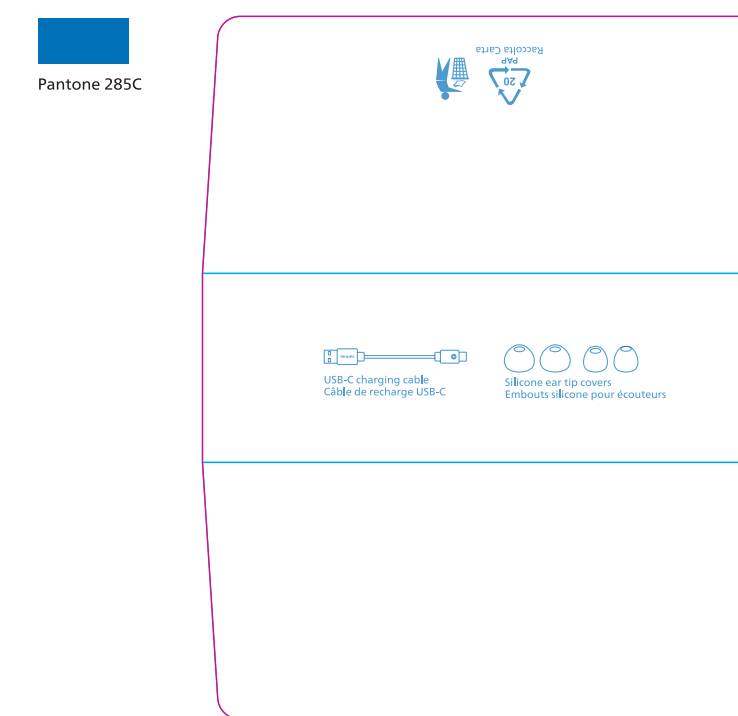 Pantone 285C
Raccolta Carta
PAP
20
PHILIPS
USB-C charging cable
Câble de recharge USB-C
Silicone ear tip covers
Embouts silicone pour écouteurs